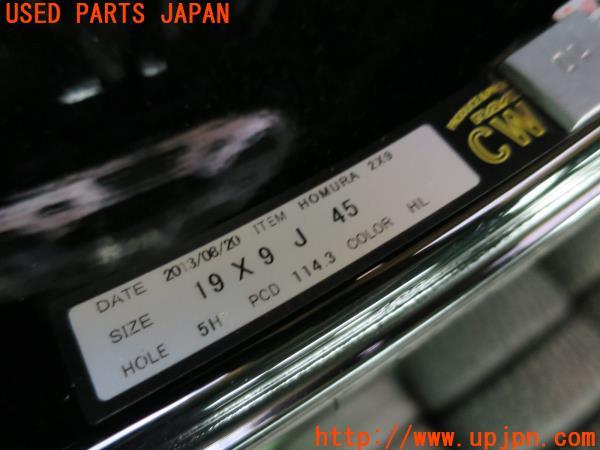 USED PARTS JAPAN
CW
DATE 2013/08/20 ITEM HOMURA 2X9
SIZE 19 X 9 J 45
HOLE 5H PCD 114.3 COLOR HL
http://www.upjpn.com